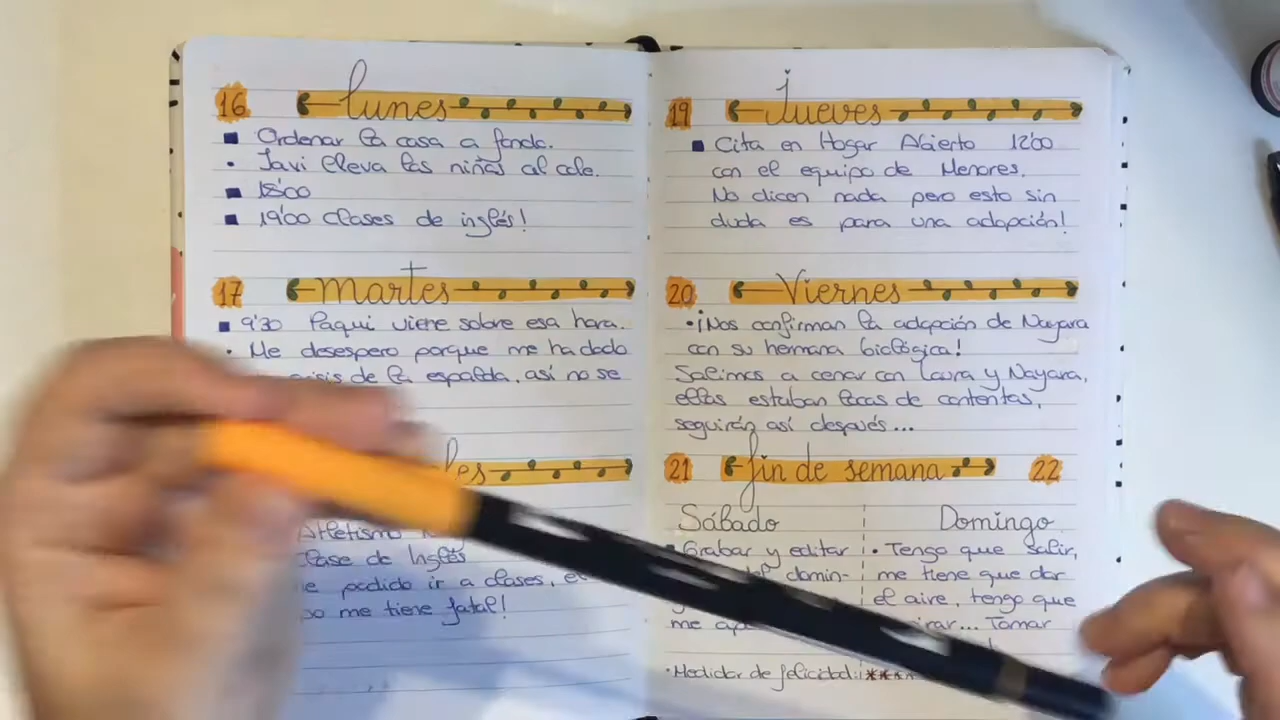 16 lunes
Ordenar la casa a fondo.
Javi lleva las niñas al cole.
18'00
19'00 clases de inglés!
17 martes
9'30 Paqui viene sobre esa hora.
Me desespero porque me ha dado
crisis de la espalda, así no se
Atletismo
clase de Inglés
podido ir a clases,
me tiene fatal!
19 Jueves
Cita en Hogar Abierto 12'00
con el equipo de Menores.
No dicen nada pero esto sin
duda es para una adopción!
20 Viernes
¡Nos confirman la adopción de Nayara
con su hermana biológica!
Salimos a cenar con Laura y Nayara,
ellas estaban locas de contentas,
seguirán así después...
21 fin de semana 22
Sábado
Grabar y editar
domin-
me
Domingo
Tengo que salir,
me tiene que dar
el aire, tengo que
Tomar
Medidor de felicidad: